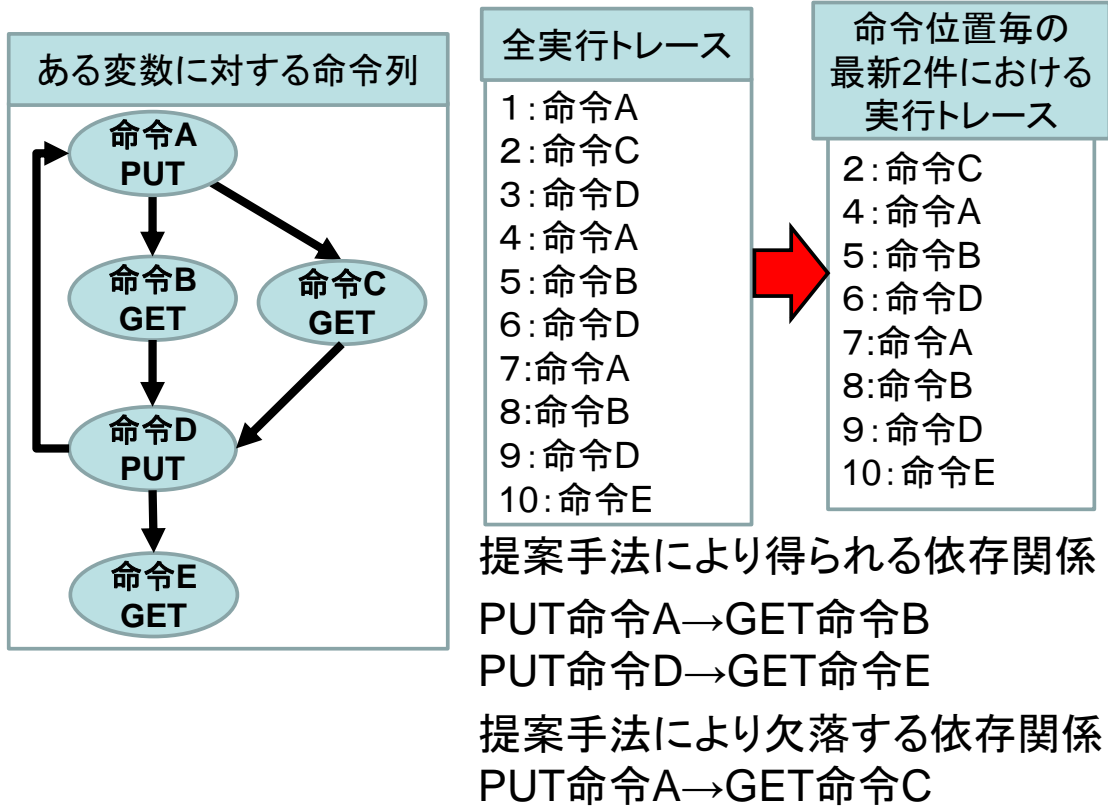 ある変数に対する命令列
命令A
PUT
命令B
GET
命令C
GET
命令D
PUT
命令E
GET
全実行トレース
1:命令A
2:命令C
3:命令D
4:命令A
5:命令B
6:命令D
7:命令A
8:命令B
9:命令D
10:命令E
命令位置毎の
最新2件における
実行トレース
2:命令C
4:命令A
5:命令B
6:命令D
7:命令A
8:命令B
9:命令D
10:命令E
提案手法により得られる依存関係
PUT命令A→GET命令B
PUT命令D→GET命令E
提案手法により欠落する依存関係
PUT命令A→GET命令C